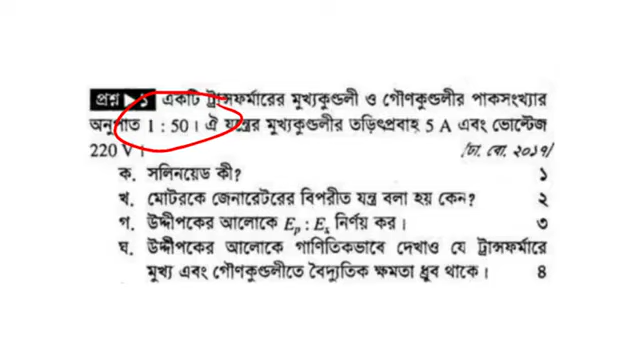 প্রশ্ন ▶ ১ একটি ট্রান্সফর্মারের মুখ্যকুণ্ডলী ও গৌণকুণ্ডলীর পাকসংখ্যার
অনুপাত 1 : 50। ঐ যন্ত্রের মুখ্যকুণ্ডলীর তড়িৎপ্রবাহ 5 A এবং ভোল্টেজ
220 V। [ঢা. বো. ২০১৭]
ক. সলিনয়েড কী? ১
খ. মোটরকে জেনারেটরের বিপরীত যন্ত্র বলা হয় কেন? ২
গ. উদ্দীপকের আলোকে Ep : Es নির্ণয় কর। ৩
ঘ. উদ্দীপকের আলোকে গাণিতিকভাবে দেখাও যে ট্রান্সফর্মারে
মুখ্য এবং গৌণকুণ্ডলীতে বৈদ্যুতিক ক্ষমতা ধ্রুব থাকে। ৪